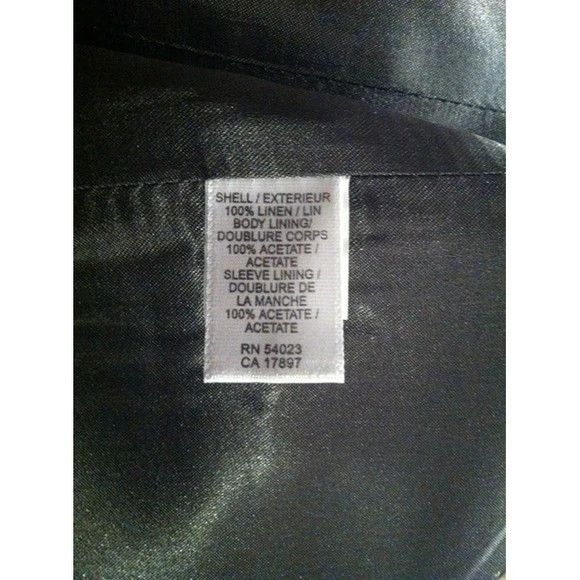 SHELL / EXTERIEUR
100% LINEN / LIN
BODY LINING/
DOUBLURE CORPS
100% ACETATE /
ACETATE
SLEEVE LINING /
DOUBLURE DE
LA MANCHE
100% ACETATE /
ACETATE
RN 54023
CA 17897